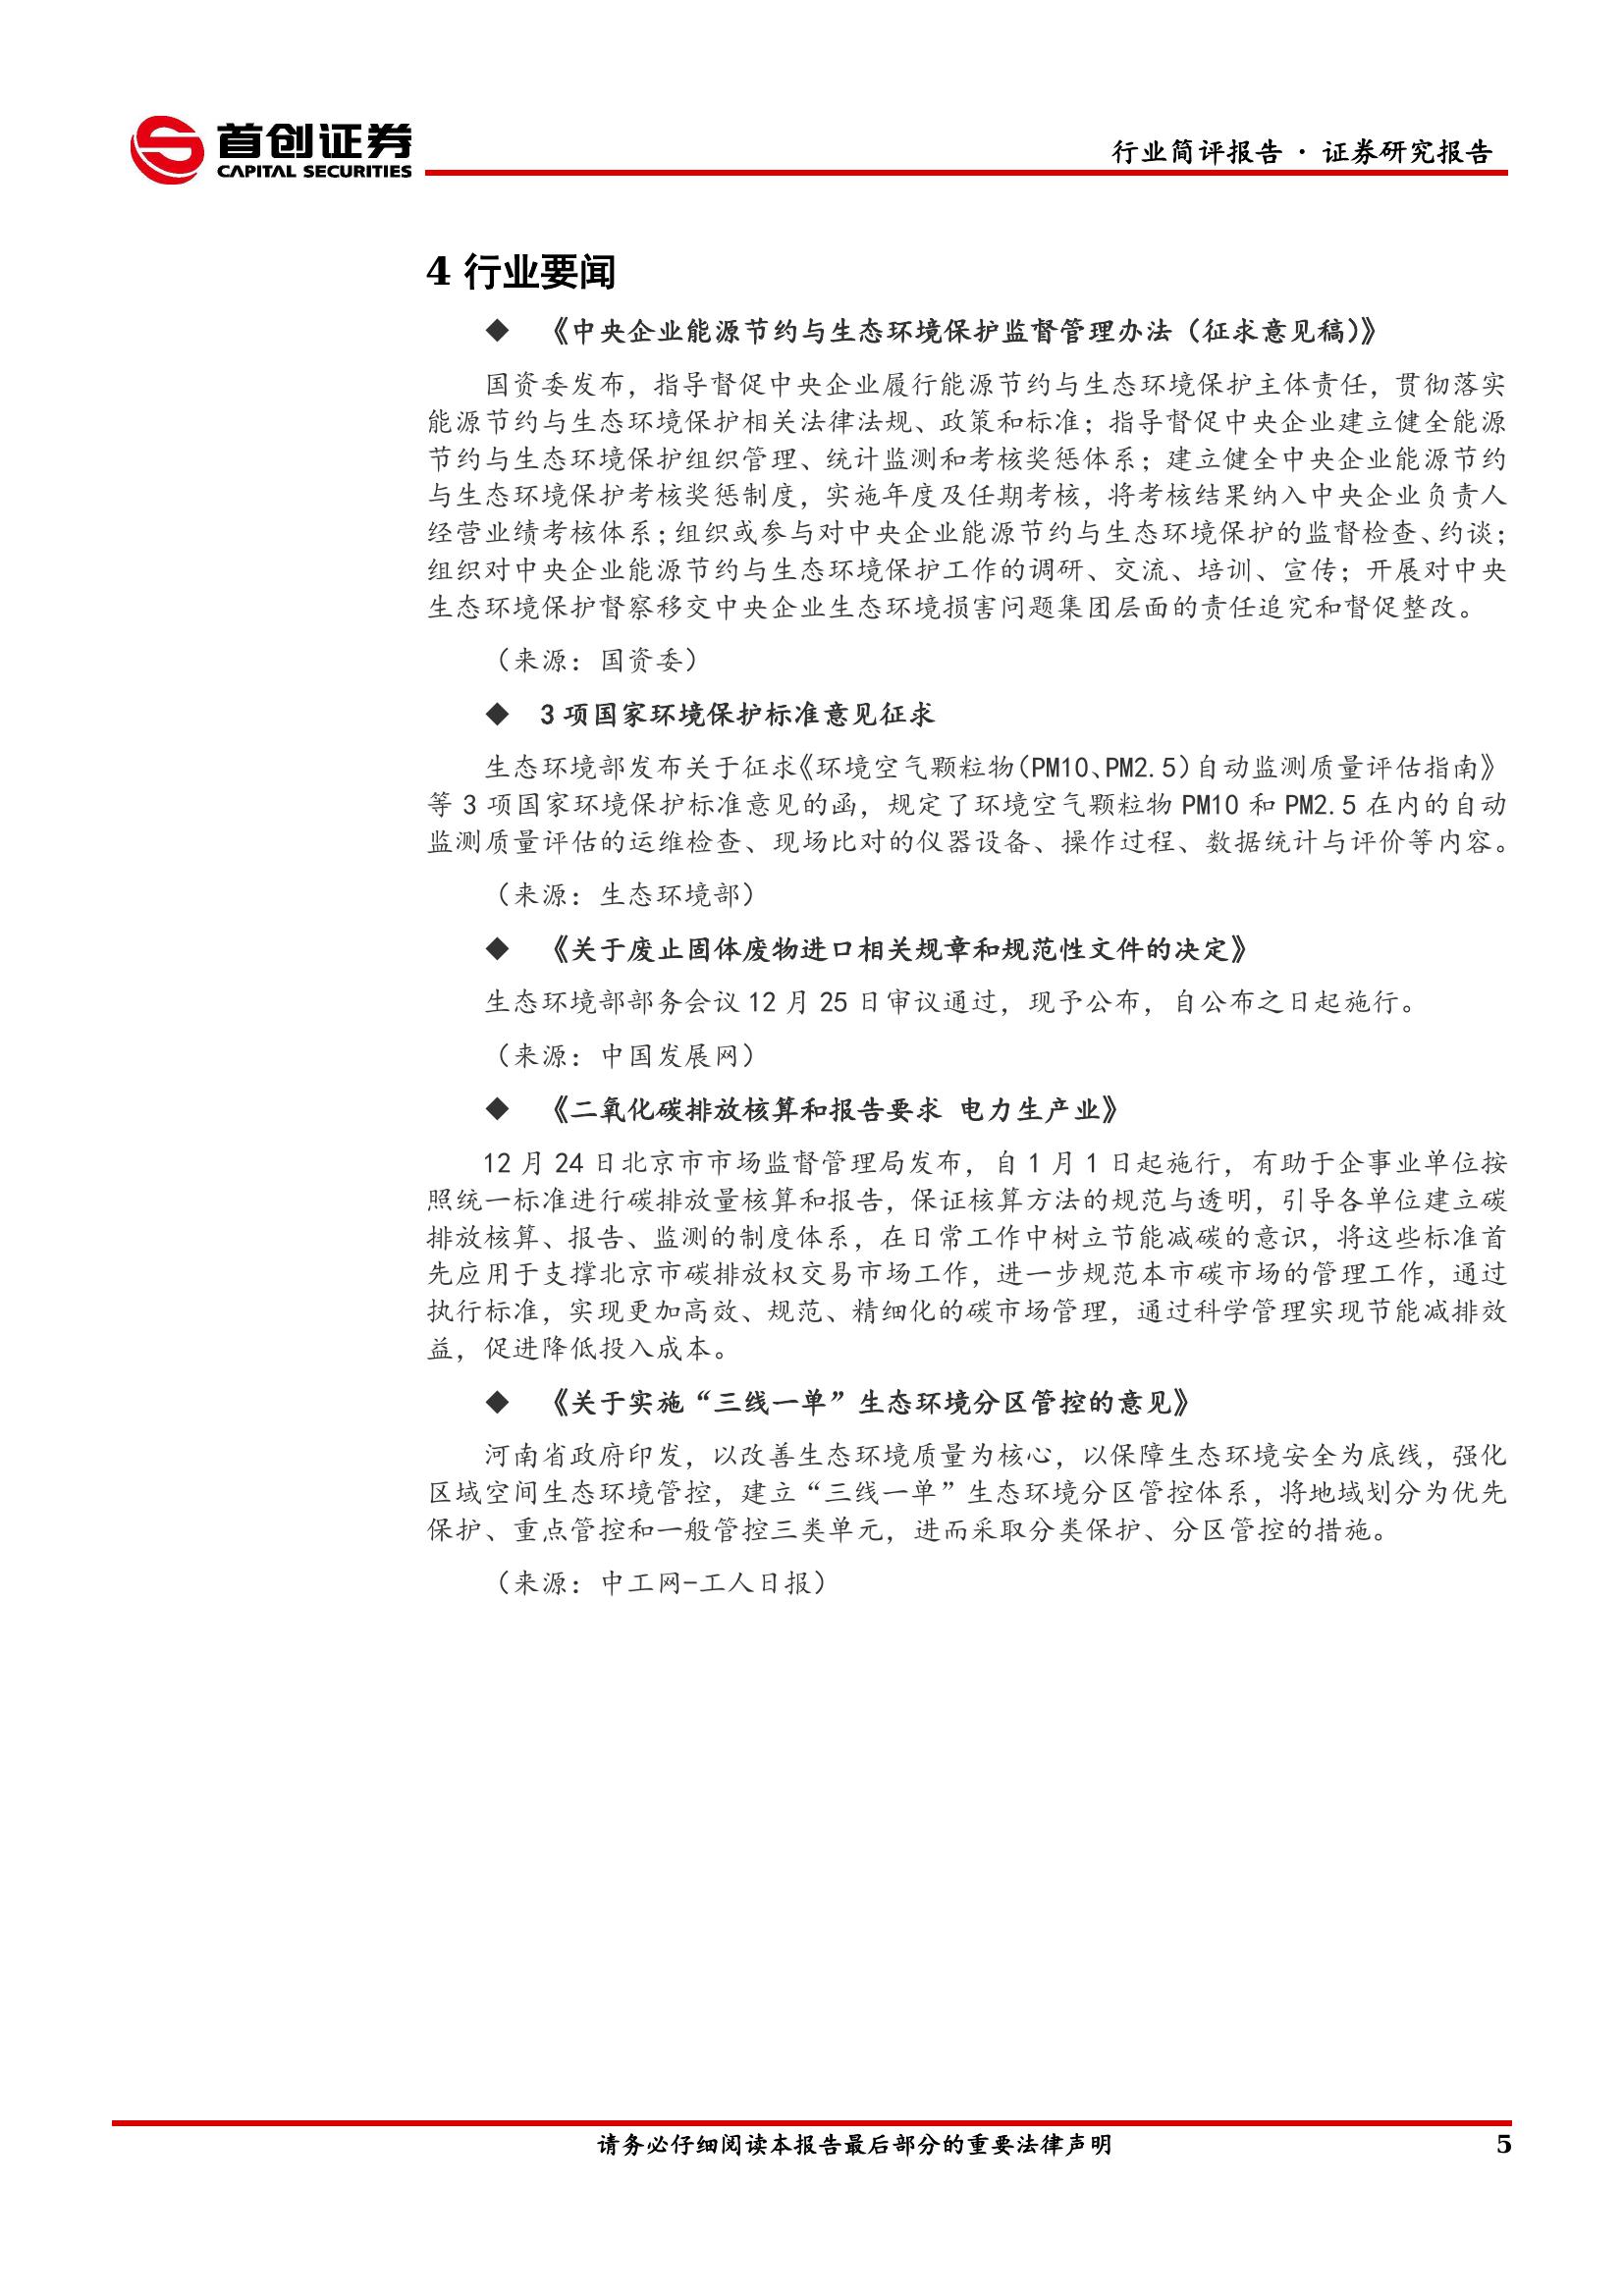 首创证券
CAPITAL SECURITIES
行业简评报告 · 证券研究报告
4 行业要闻
◆ 《中央企业能源节约与生态环境保护监督管理办法（征求意见稿）》
国资委发布，指导督促中央企业履行能源节约与生态环境保护主体责任，贯彻落实
能源节约与生态环境保护相关法律法规、政策和标准；指导督促中央企业建立健全能源
节约与生态环境保护组织管理、统计监测和考核奖惩体系；建立健全中央企业能源节约
与生态环境保护考核奖惩制度，实施年度及任期考核，将考核结果纳入中央企业负责人
经营业绩考核体系；组织或参与对中央企业能源节约与生态环境保护的监督检查、约谈；
组织对中央企业能源节约与生态环境保护工作的调研、交流、培训、宣传；开展对中央
生态环境保护督察移交中央企业生态环境损害问题集团层面的责任追究和督促整改。
（来源：国资委）
◆ 3 项国家环境保护标准意见征求
生态环境部发布关于征求《环境空气颗粒物（PM10、PM2.5）自动监测质量评估指南》
等 3 项国家环境保护标准意见的函，规定了环境空气颗粒物 PM10 和 PM2.5 在内的自动
监测质量评估的运维检查、现场比对的仪器设备、操作过程、数据统计与评价等内容。
（来源：生态环境部）
◆ 《关于废止固体废物进口相关规章和规范性文件的决定》
生态环境部部务会议 12 月 25 日审议通过，现予公布，自公布之日起施行。
（来源：中国发展网）
◆ 《二氧化碳排放核算和报告要求 电力生产业》
12 月 24 日北京市市场监督管理局发布，自 1 月 1 日起施行，有助于企事业单位按
照统一标准进行碳排放量核算和报告，保证核算方法的规范与透明，引导各单位建立碳
排放核算、报告、监测的制度体系，在日常工作中树立节能减碳的意识，将这些标准首
先应用于支撑北京市碳排放权交易市场工作，进一步规范本市碳市场的管理工作，通过
执行标准，实现更加高效、规范、精细化的碳市场管理，通过科学管理实现节能减排效
益，促进降低投入成本。
◆ 《关于实施“三线一单”生态环境分区管控的意见》
河南省政府印发，以改善生态环境质量为核心，以保障生态环境安全为底线，强化
区域空间生态环境管控，建立“三线一单”生态环境分区管控体系，将地域划分为优先
保护、重点管控和一般管控三类单元，进而采取分类保护、分区管控的措施。
（来源：中工网-工人日报）
请务必仔细阅读本报告最后部分的重要法律声明
5